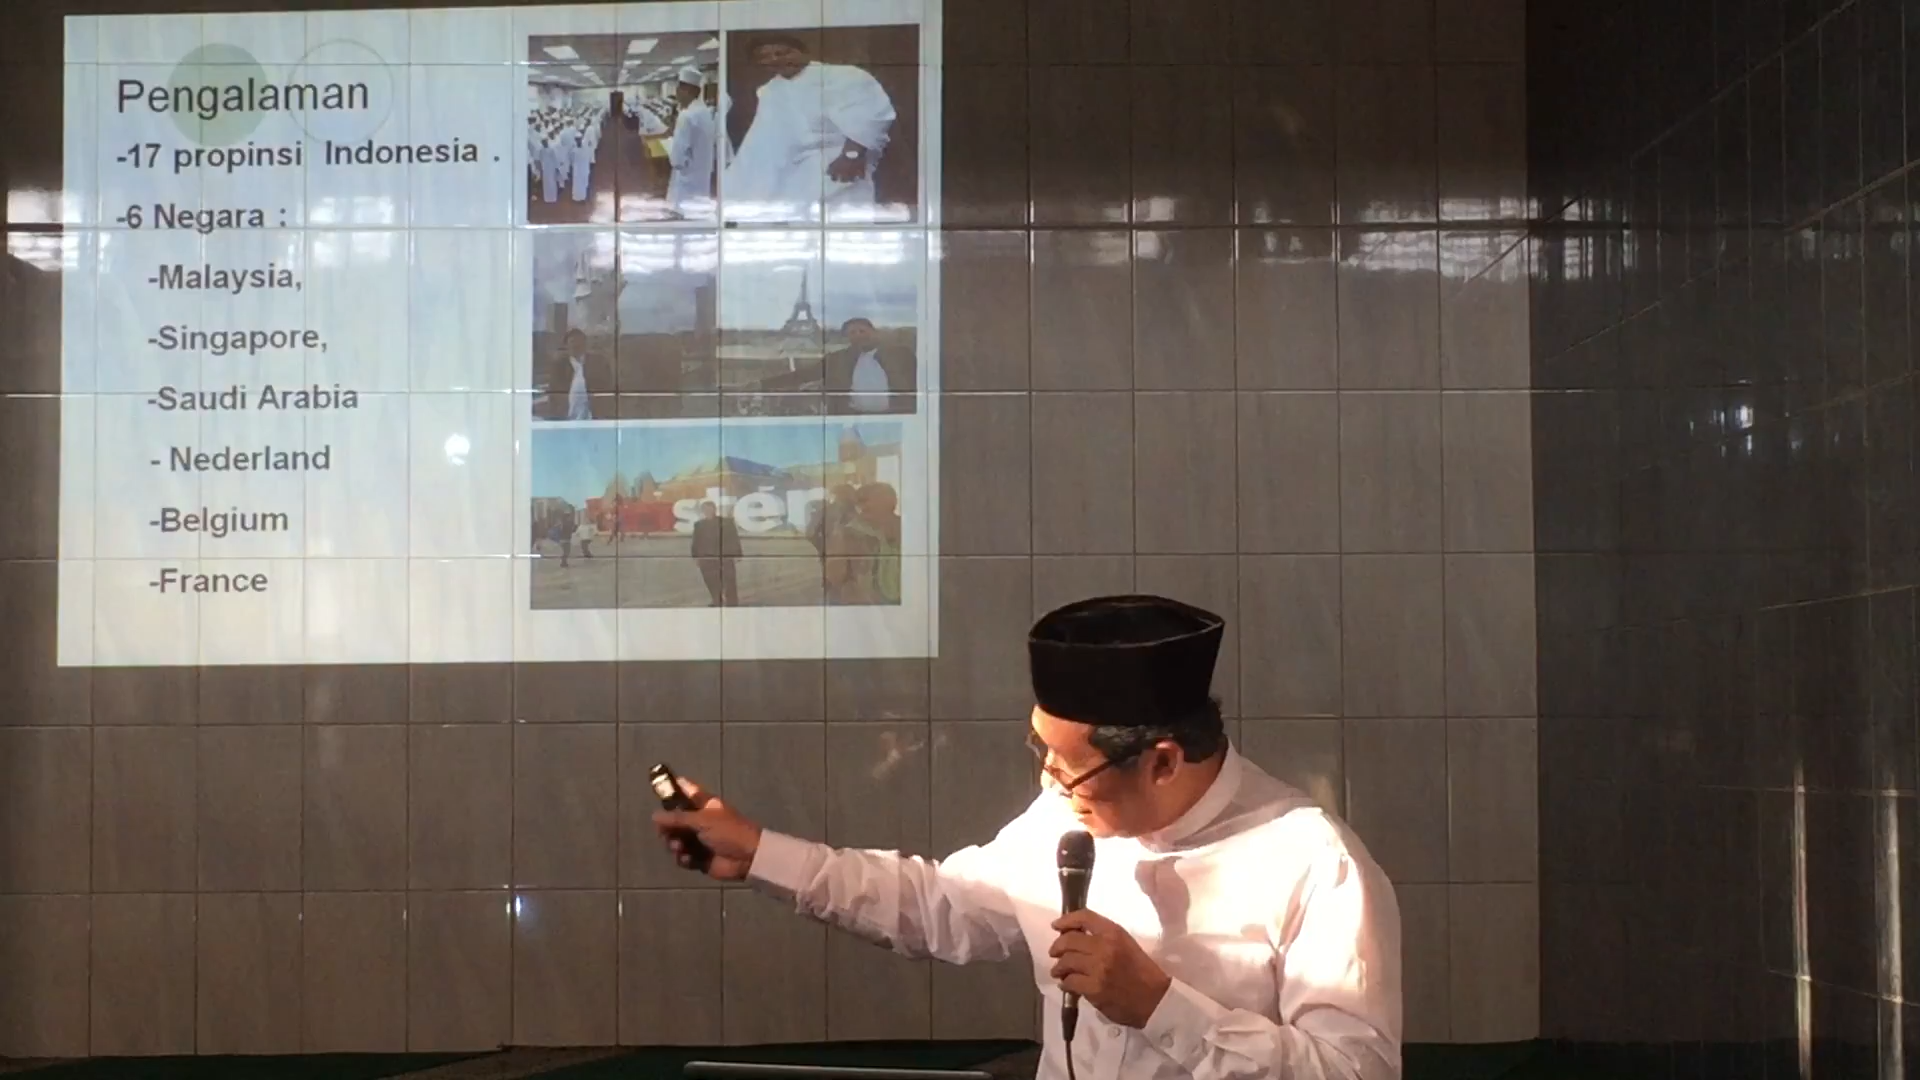 Pengalaman
-17 propinsi Indonesia .
-6 Negara :
-Malaysia,
-Singapore,
-Saudi Arabia
- Nederland
-Belgium
-France